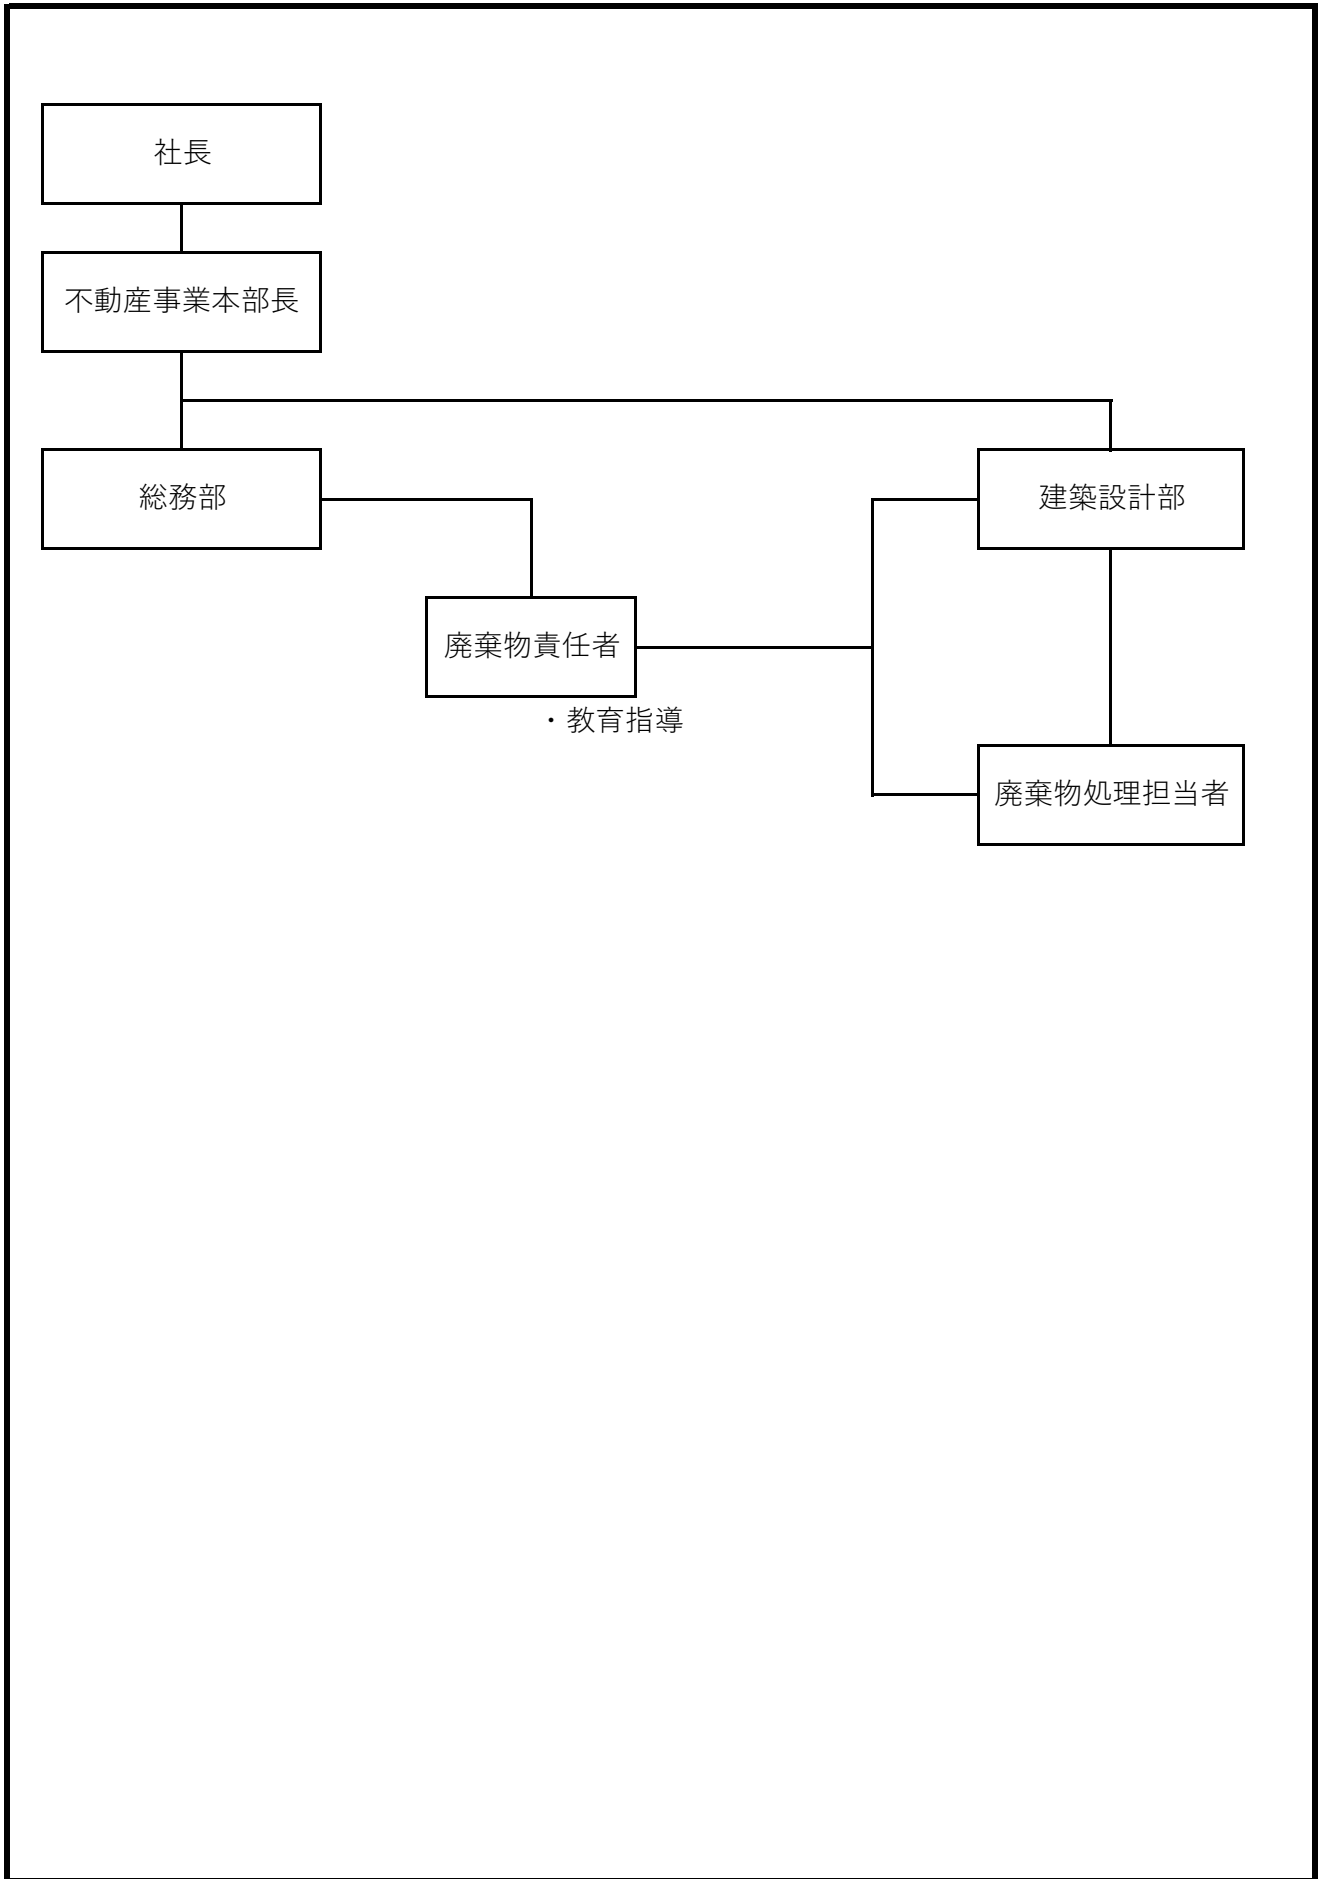 社長
不動産事業本部長
総務部
建築設計部
廃棄物責任者
・教育指導
廃棄物処理担当者